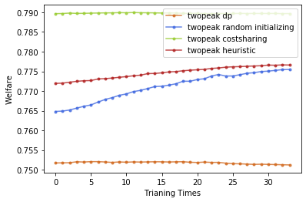 0.790
0.785
0.780
0.775
0.770
0.765
0.760
0.755
0.750
Welfare
twopeak dp
twopeak random initializing
twopeak costsharing
twopeak heuristic
0 5 10 15 20 25 30
Trianing Times